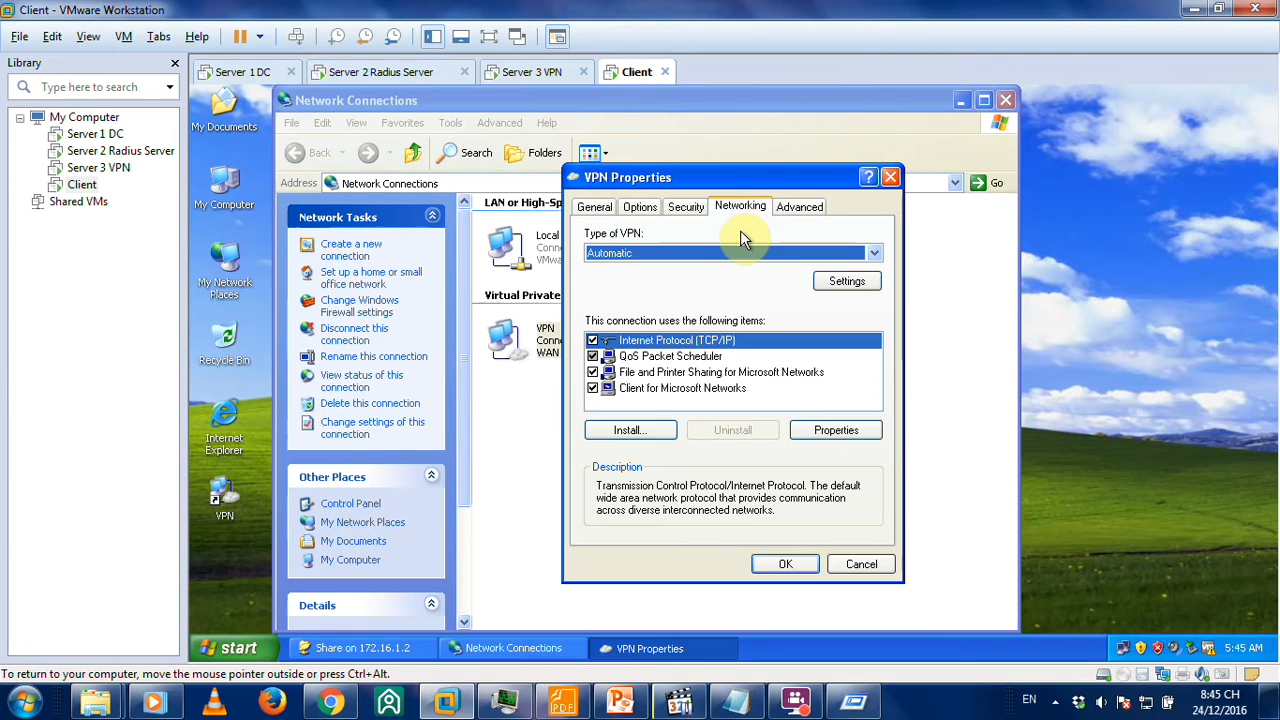 Client - VMware Workstation
File Edit View VM Tabs Help
Library
Type here to search
My Computer
Server 1 DC
Server 2 Radius Server
Server 3 VPN
Client
Shared VMs
Server 1 DC
Server 2 Radius Server
Server 3 VPN
Client
My Documents
My Computer
My Network
Places
Recycle Bin
Internet
Explorer
VPN
Network Connections
File Edit View Favorites Tools Advanced Help
Back Search Folders
Address Network Connections Go
Network Tasks
Create a new
connection
Set up a home or small
office network
Change Windows
Firewall settings
Disconnect this
connection
Rename this connection
View status of this
connection
Delete this connection
Change settings of this
connection
Other Places
Control Panel
My Network Places
My Documents
My Computer
Details
LAN or High-Sp
Local
Conne
VMwa
Virtual Private
VPN
Conne
WAN
VPN Properties
General Options Security Networking Advanced
Type of VPN:
Automatic
Settings
This connection uses the following items:
Internet Protocol (TCP/IP)
QoS Packet Scheduler
File and Printer Sharing for Microsoft Networks
Client for Microsoft Networks
Install... Uninstall Properties
Description
Transmission Control Protocol/Internet Protocol. The default
wide area network protocol that provides communication
across diverse interconnected networks.
OK Cancel
start Share on 172.16.1.2 Network Connections VPN Properties 5:45 AM
To return to your computer, move the mouse pointer outside or press Ctrl+Alt.
EN 8:45 CH
24/12/2016